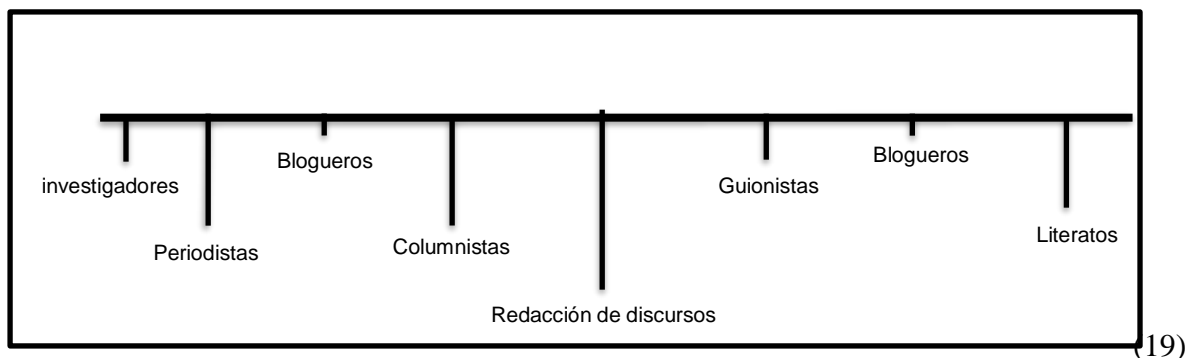 Blogueros
Blogueros
investigadores
Guionistas
Periodistas
Columnistas
Literatos
Redacción de discursos
(19)